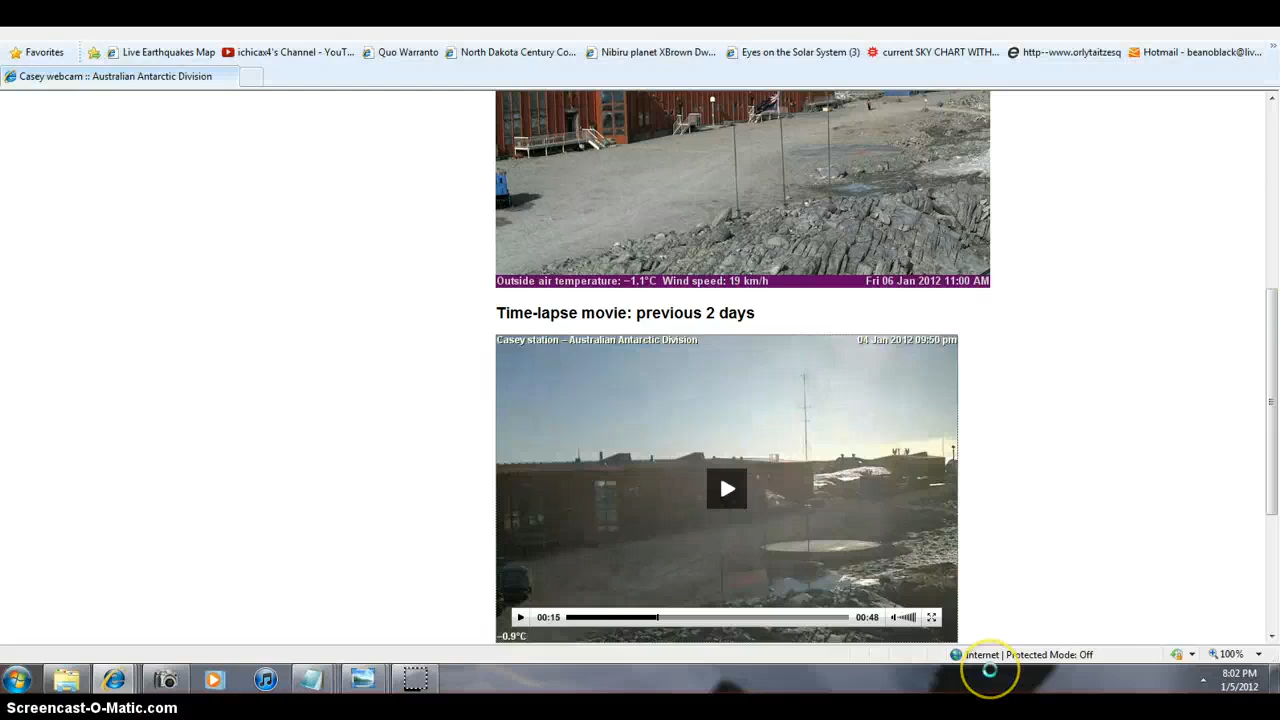 Favorites Live Earthquakes Map ichicax4's Channel - YouT... Quo Warranto North Dakota Century Co... Nibiru planet XBrown Dw... Eyes on the Solar System (3) current SKY CHART WITH... http--www.orlytaitzesq Hotmail - beanoblack@liv...
Casey webcam :: Australian Antarctic Division
Outside air temperature: −1.1°C Wind speed: 19 km/h Fri 06 Jan 2012 11:00 AM
Time-lapse movie: previous 2 days
Casey station – Australian Antarctic Division 04 Jan 2012 09:50 pm
00:15 00:48
−0.9°C
Internet | Protected Mode: Off 100%
8:02 PM
1/5/2012
Screencast-O-Matic.com